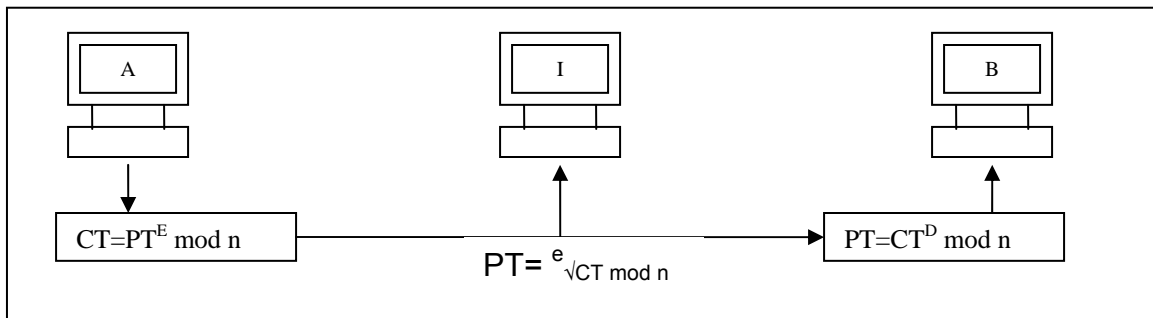 A
I
B
CT=PT^E mod n
PT= ^e√CT mod n
PT=CT^D mod n